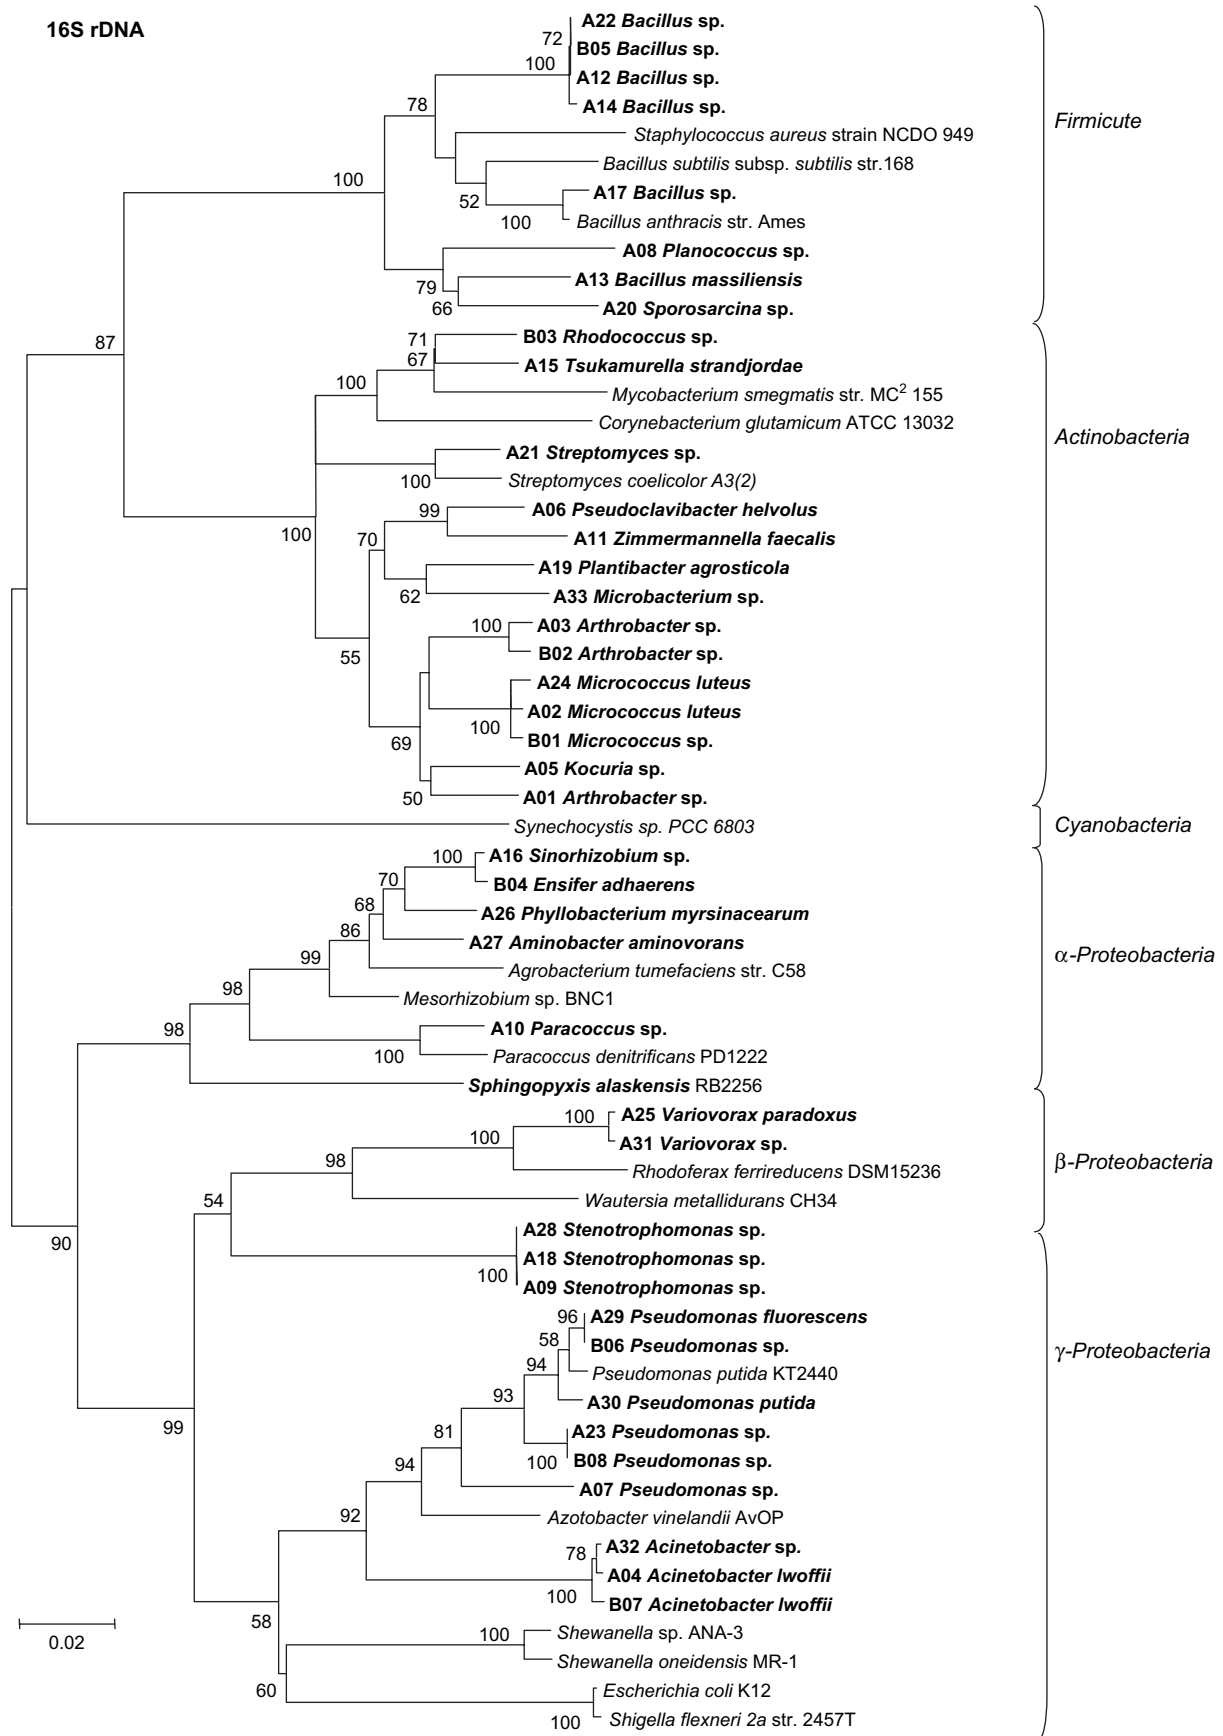 16S rDNA
A22 Bacillus sp.
72
B05 Bacillus sp.
100
A12 Bacillus sp.
78
A14 Bacillus sp.
Firmicute
Staphylococcus aureus strain NCDO 949
Bacillus subtilis subsp. subtilis str.168
100
A17 Bacillus sp.
52
100
Bacillus anthracis str. Ames
A08 Planococcus sp.
A13 Bacillus massiliensis
79
66
A20 Sporosarcina sp.
87
71
B03 Rhodococcus sp.
67
A15 Tsukamurella strandjordae
100
Mycobacterium smegmatis str. MC2 155
Corynebacterium glutamicum ATCC 13032
Actinobacteria
A21 Streptomyces sp.
100
Streptomyces coelicolor A3(2)
99
A06 Pseudoclavibacter helvolus
100
70
A11 Zimmermannella faecalis
A19 Plantibacter agrosticola
62
A33 Microbacterium sp.
100
A03 Arthrobacter sp.
55
B02 Arthrobacter sp.
A24 Micrococcus luteus
A02 Micrococcus luteus
100
69
B01 Micrococcus sp.
A05 Kocuria sp.
50
A01 Arthrobacter sp.
Synechocystis sp. PCC 6803
Cyanobacteria
100
A16 Sinorhizobium sp.
70
B04 Ensifer adhaerens
68
A26 Phyllobacterium myrsinacearum
86
A27 Aminobacter aminovorans
99
Agrobacterium tumefaciens str. C58
α-Proteobacteria
98
Mesorhizobium sp. BNC1
98
A10 Paracoccus sp.
100
Paracoccus denitrificans PD1222
Sphingopyxis alaskensis RB2256
100
A25 Variovorax paradoxus
100
A31 Variovorax sp.
98
Rhodoferax ferrireducens DSM15236
β-Proteobacteria
54
Wautersia metallidurans CH34
90
A28 Stenotrophomonas sp.
A18 Stenotrophomonas sp.
100
A09 Stenotrophomonas sp.
96
A29 Pseudomonas fluorescens
58
B06 Pseudomonas sp.
γ-Proteobacteria
94
Pseudomonas putida KT2440
93
A30 Pseudomonas putida
99
81
A23 Pseudomonas sp.
100
B08 Pseudomonas sp.
94
A07 Pseudomonas sp.
92
Azotobacter vinelandii AvOP
78
A32 Acinetobacter sp.
A04 Acinetobacter lwoffii
100
B07 Acinetobacter lwoffii
58
0.02
100
Shewanella sp. ANA-3
Shewanella oneidensis MR-1
60
Escherichia coli K12
100
Shigella flexneri 2a str. 2457T